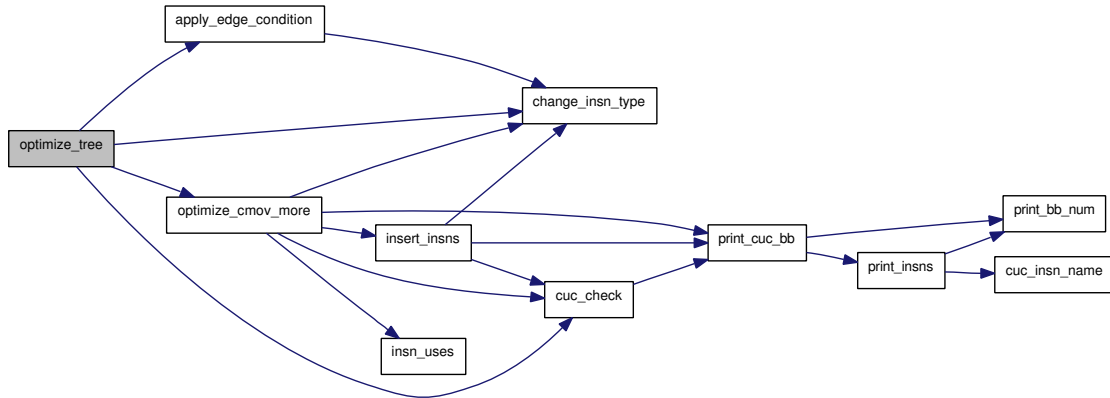 apply_edge_condition
change_insn_type
optimize_tree
optimize_cmov_more
insert_insns
print_cuc_bb
print_bb_num
print_insns
cuc_insn_name
cuc_check
insn_uses